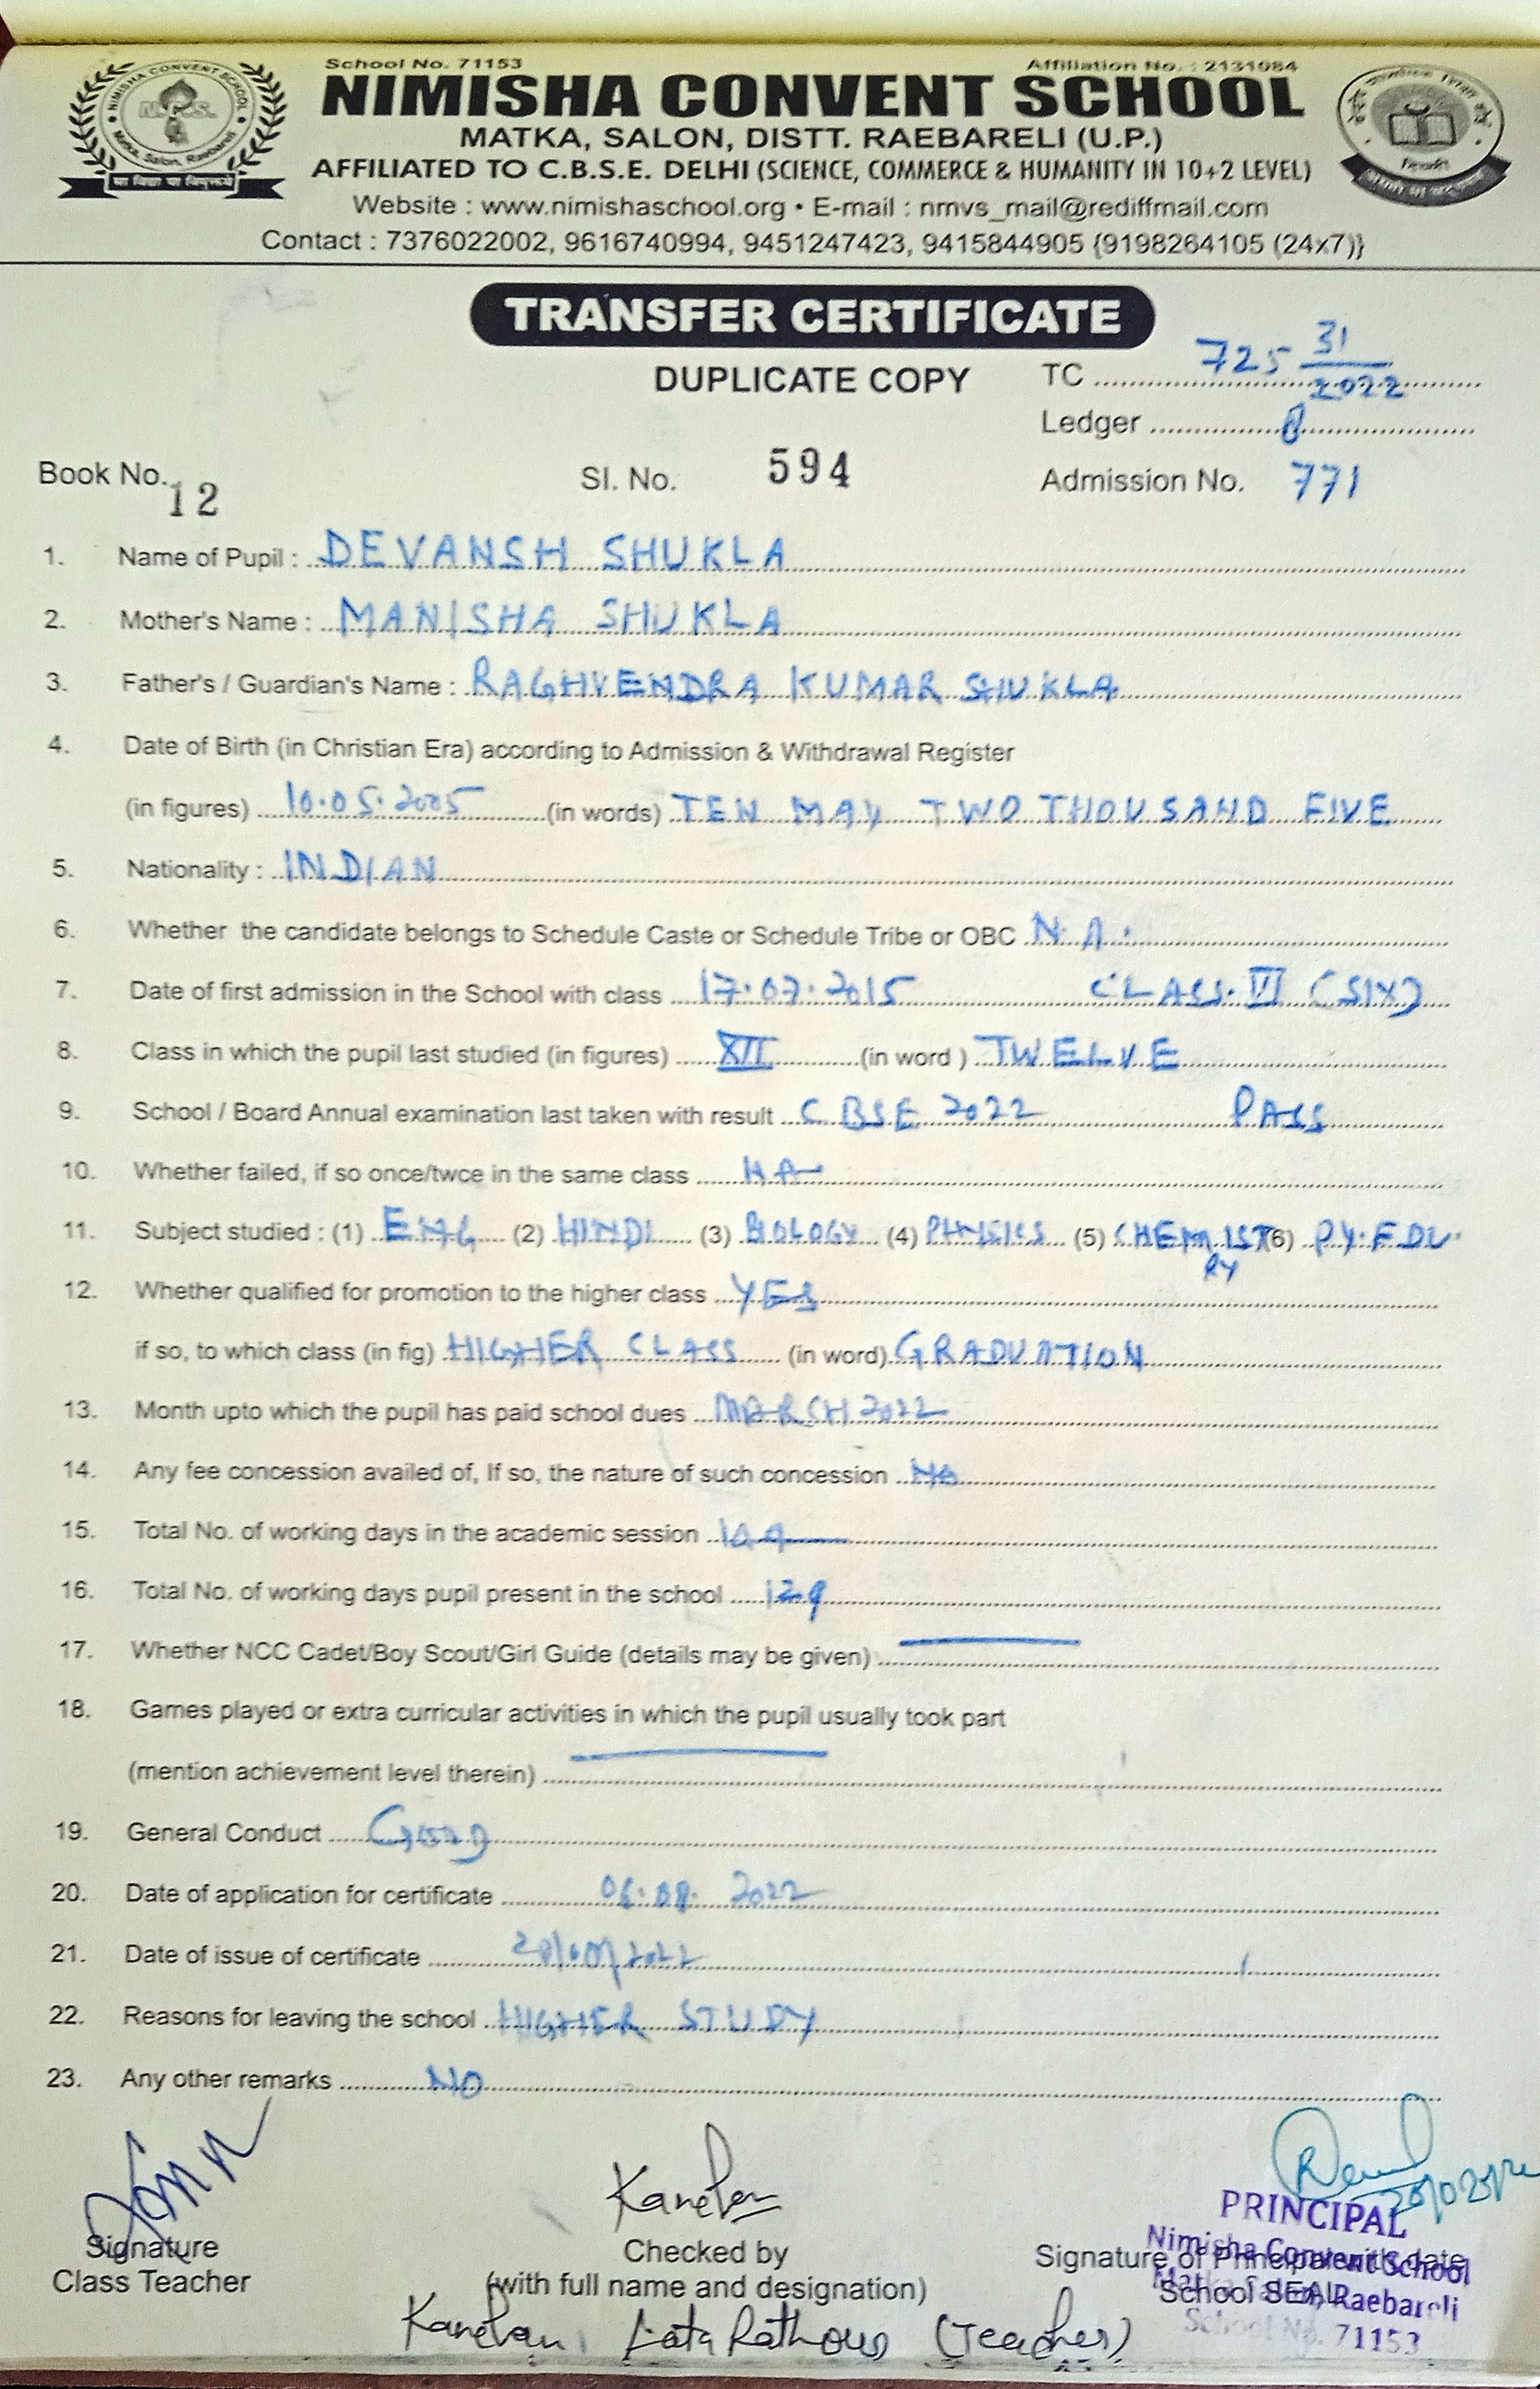 School No. 71153 Affiliation No. : 2131084
NIMISHA CONVENT SCHOOL
MATKA, SALON, DISTT. RAEBARELI (U.P.)
AFFILIATED TO C.B.S.E. DELHI (SCIENCE, COMMERCE & HUMANITY IN 10+2 LEVEL)
Website : www.nimishaschool.org • E-mail : nmvs_mail@rediffmail.com
Contact : 7376022002, 9616740994, 9451247423, 9415844905 {9198264105 (24x7)}
NIMISHA CONVENT SCHOOL
N.C.S.
Matka, Salon, Raebareli
TRANSFER CERTIFICATE
DUPLICATE COPY
TC 725 31/2022
Ledger
Book No. 12 Sl. No. 594 Admission No. 771
1. Name of Pupil : DEVANSH SHUKLA
2. Mother's Name : MANISHA SHUKLA
3. Father's / Guardian's Name : RAGHVENDRA KUMAR SHUKLA
4. Date of Birth (in Christian Era) according to Admission & Withdrawal Register
(in figures) 10.05.2005 (in words) TEN MAY TWO THOUSAND FIVE
5. Nationality : INDIAN
6. Whether the candidate belongs to Schedule Caste or Schedule Tribe or OBC N.A.
7. Date of first admission in the School with class 17.07.2015 CLASS. VI (SIX)
8. Class in which the pupil last studied (in figures) XII (in word ) TWELVE
9. School / Board Annual examination last taken with result CBSE 2022 PASS
10. Whether failed, if so once/twce in the same class NA
11. Subject studied : (1) ENG (2) HINDI (3) BIOLOGY (4) PHYSICS (5) CHEMISTRY (6) PY.EDU.
12. Whether qualified for promotion to the higher class YES
if so, to which class (in fig) HIGHER CLASS (in word) GRADUATION
13. Month upto which the pupil has paid school dues MARCH 2022
14. Any fee concession availed of, If so, the nature of such concession NO
15. Total No. of working days in the academic session
16. Total No. of working days pupil present in the school 129
17. Whether NCC Cadet/Boy Scout/Girl Guide (details may be given)
18. Games played or extra curricular activities in which the pupil usually took part
(mention achievement level therein)
19. General Conduct GOOD
20. Date of application for certificate 06.08.2022
21. Date of issue of certificate
22. Reasons for leaving the school HIGHER STUDY
23. Any other remarks NO
Signature
Class Teacher
Checked by
(with full name and designation)
Lata Rathour (Teacher)
Signature of Principal with date
School SEAL
PRINCIPAL
Nimisha Convent School
Matka Salon, Raebareli
School No. 71153